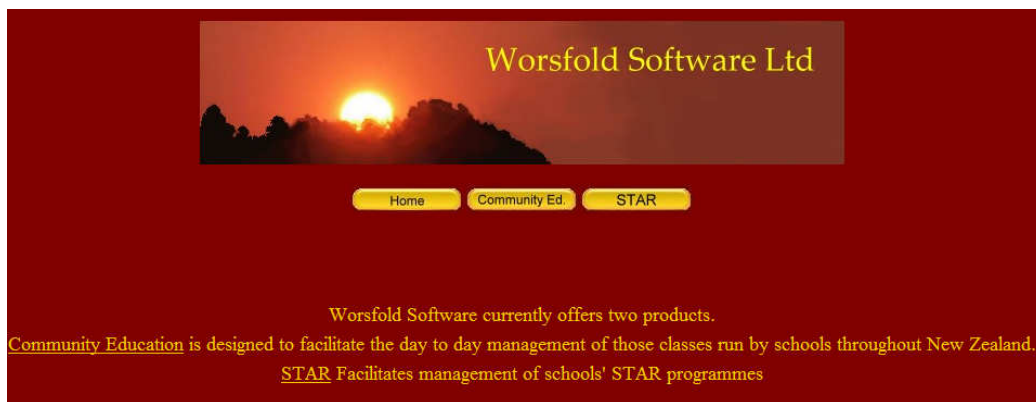 Worsfold Software Ltd
Home Community Ed. STAR
Worsfold Software currently offers two products.
Community Education is designed to facilitate the day to day management of those classes run by schools throughout New Zealand.
STAR Facilitates management of schools' STAR programmes